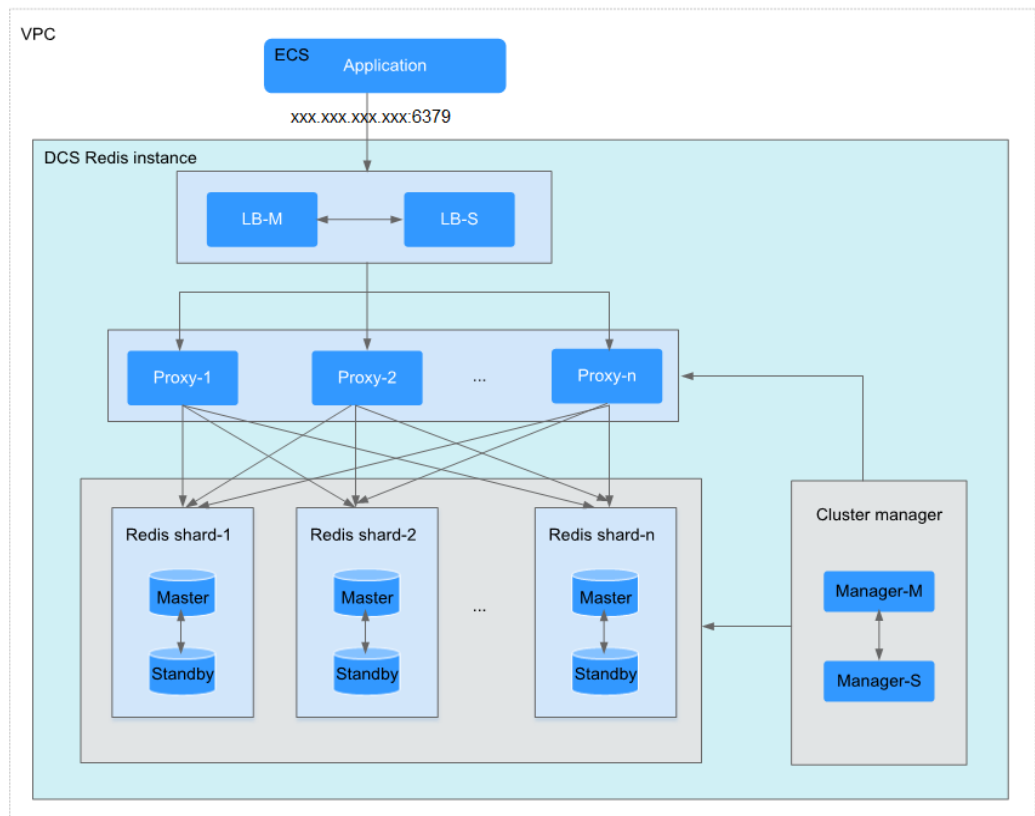 VPC
ECS
Application
xxx.xxx.xxx.xxx:6379
DCS Redis instance
LB-M
LB-S
Proxy-1
Proxy-2
...
Proxy-n
Redis shard-1
Redis shard-2
Redis shard-n
Master
Master
...
Master
Standby
Standby
Standby
Cluster manager
Manager-M
Manager-S